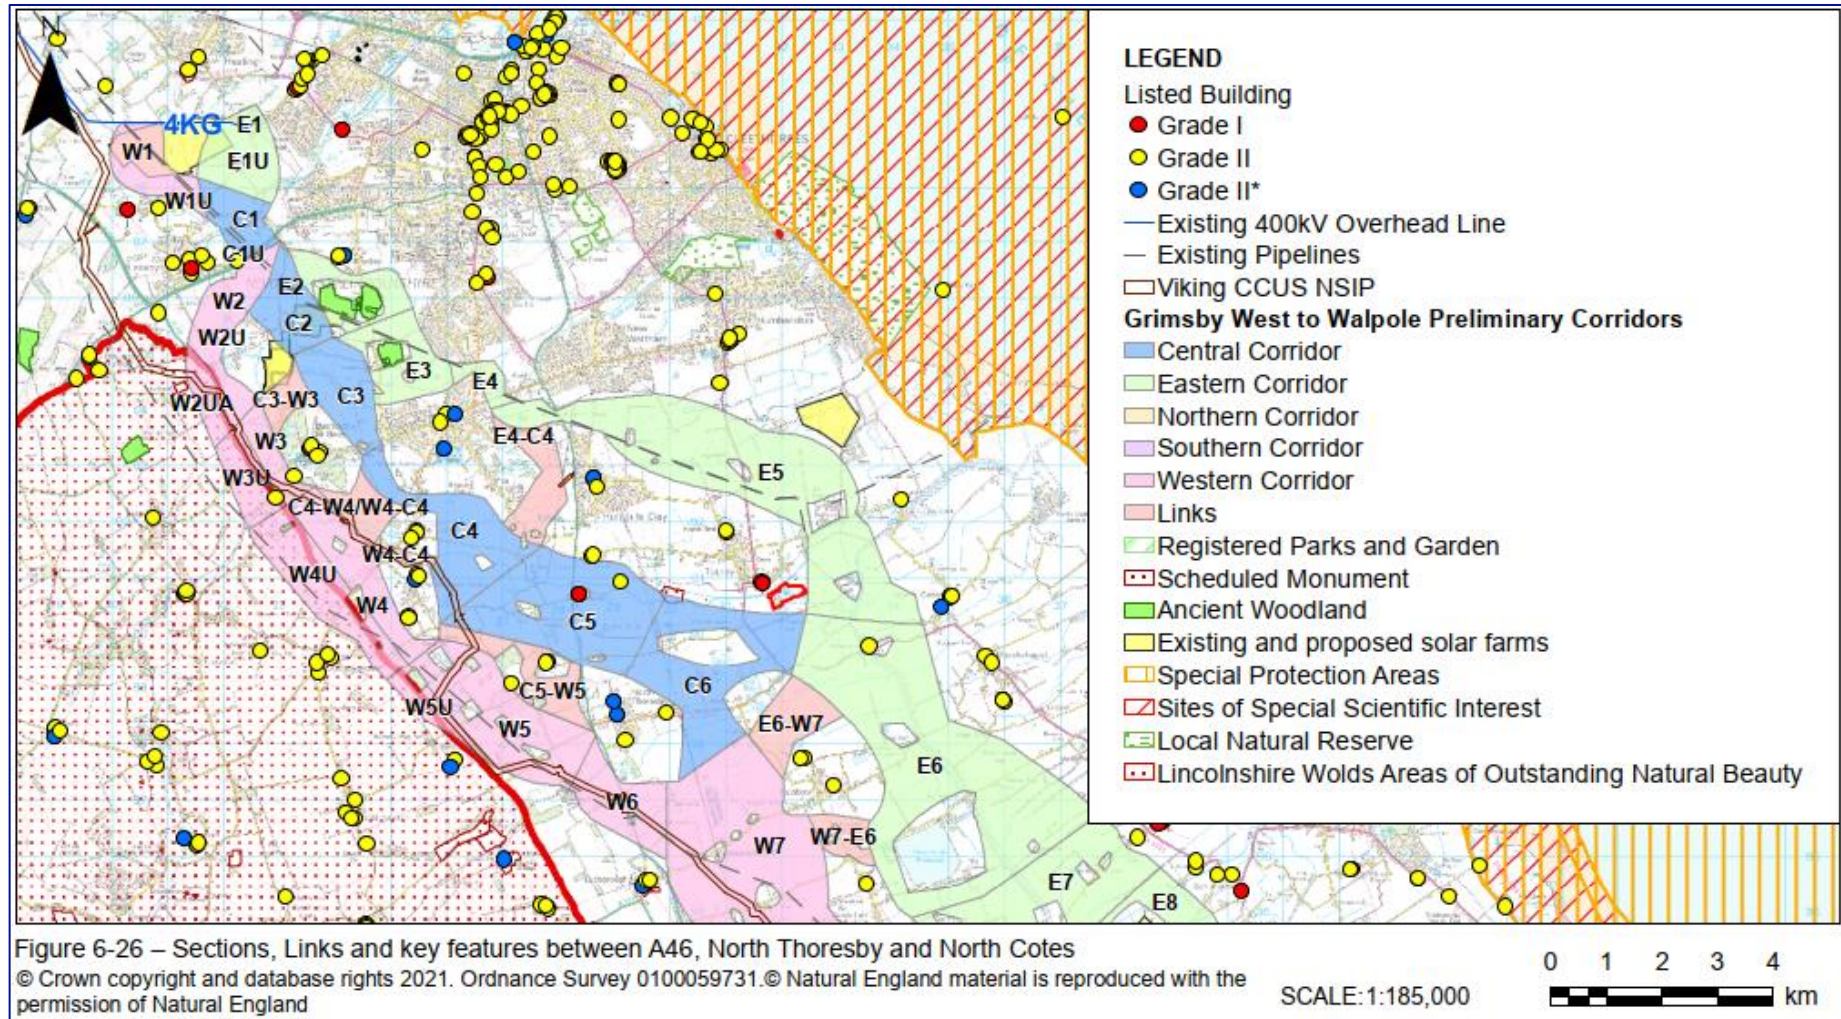 N
4KG
E1
W1
E1U
W1U
C1
C1U
E2
W2
C2
W2U
E3
E4
W2UA
C3-W3
C3
W3
E4-C4
E5
W3U
C4-W4/W4-C4
C4
W4-C4
W4U
W4
C5
C5-W5
C6
W5U
W5
E6-W7
E6
W6
W7
W7-E6
E7
E8
LEGEND
Listed Building
Grade I
Grade II
Grade II*
Existing 400kV Overhead Line
Existing Pipelines
Viking CCUS NSIP
Grimsby West to Walpole Preliminary Corridors
Central Corridor
Eastern Corridor
Northern Corridor
Southern Corridor
Western Corridor
Links
Registered Parks and Garden
Scheduled Monument
Ancient Woodland
Existing and proposed solar farms
Special Protection Areas
Sites of Special Scientific Interest
Local Natural Reserve
Lincolnshire Wolds Areas of Outstanding Natural Beauty
Figure 6-26 – Sections, Links and key features between A46, North Thoresby and North Cotes
© Crown copyright and database rights 2021. Ordnance Survey 0100059731.© Natural England material is reproduced with the
permission of Natural England
SCALE:1:185,000
0 1 2 3 4
km